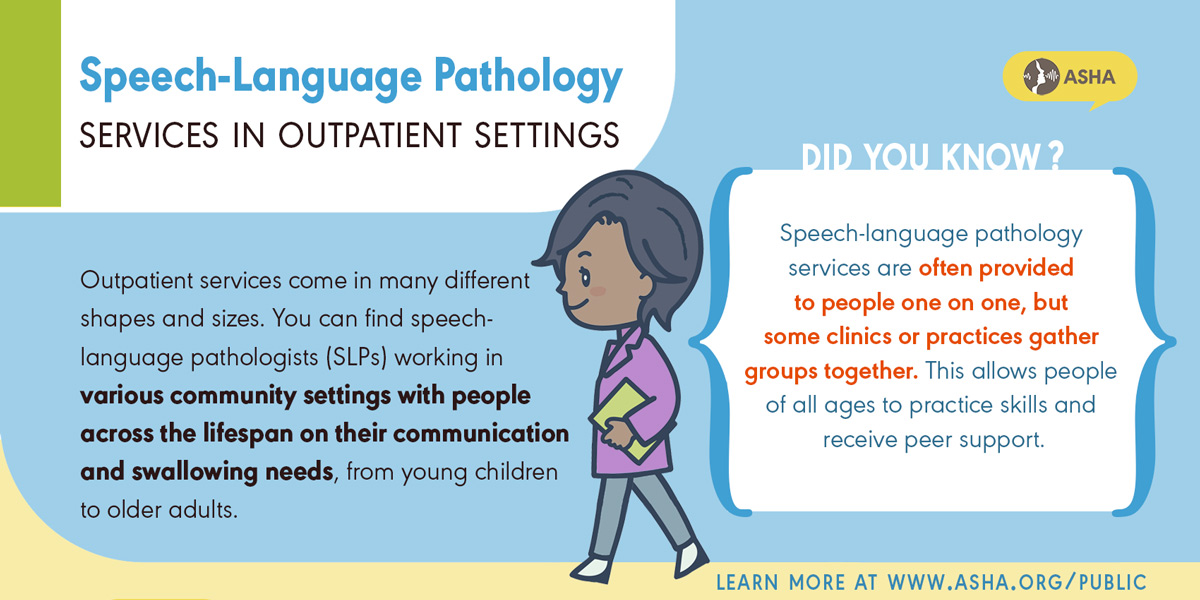 Speech-Language Pathology
SERVICES IN OUTPATIENT SETTINGS
Outpatient services come in many different
shapes and sizes. You can find speech-
language pathologists (SLPs) working in
various community settings with people
across the lifespan on their communication
and swallowing needs, from young children
to older adults.
ASHA
DID YOU KNOW?
Speech-language pathology
services are often provided
to people one on one, but
some clinics or practices gather
groups together. This allows people
of all ages to practice skills and
receive peer support.
LEARN MORE AT WWW.ASHA.ORG/PUBLIC